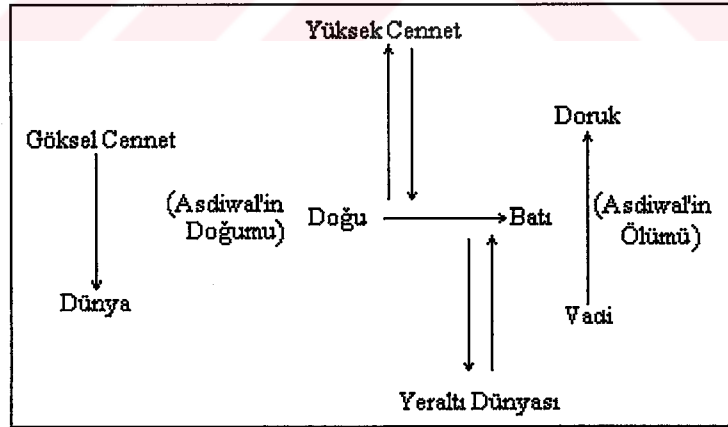 Yüksek Cennet
Doruk
Göksel Cennet
(Asdiwal'in
Doğumu)
Doğu
Batı
(Asdiwal'in
Ölümü)
Dünya
Vadi
Yeraltı Dünyası